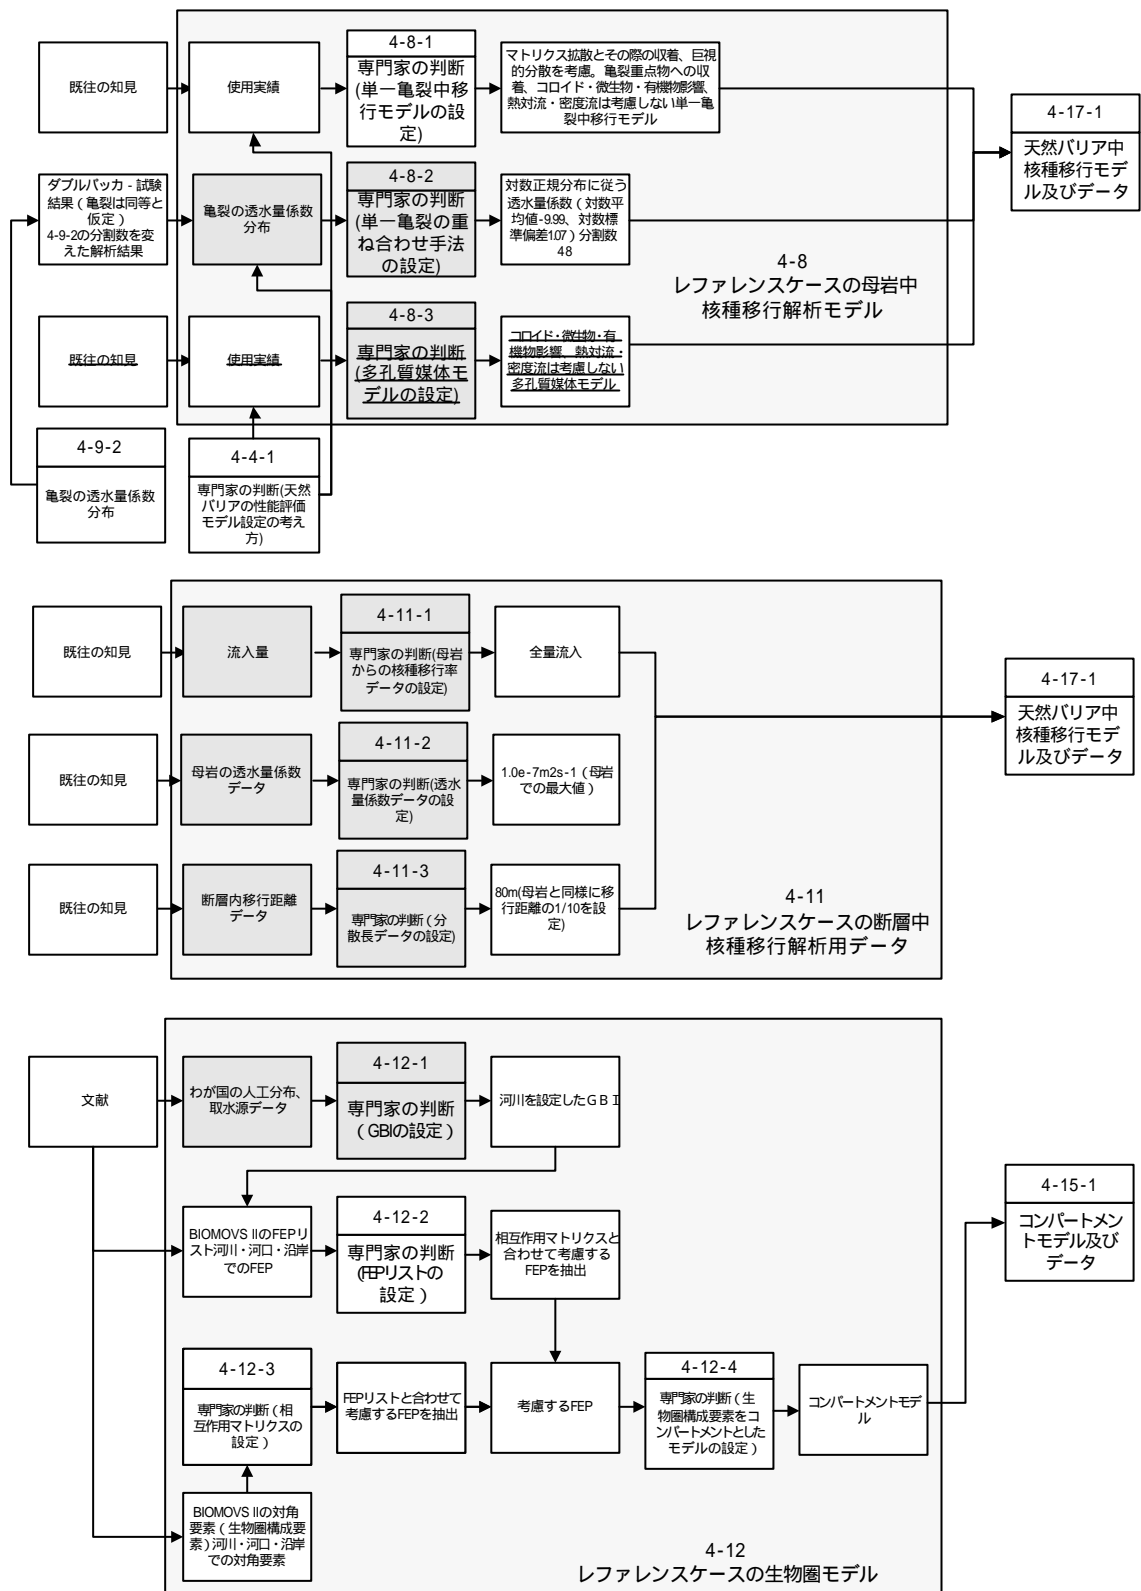 4-8-1
既往の知見
使用実績
専門家の判断
(単一亀裂中移
行モデルの設
定)
マトリクス拡散とその際の収着、巨視
的分散を考慮。亀裂重点物への収
着、コロイド・微生物・有機物影響、
熱対流・密度流は考慮しない単一亀
裂中移行モデル
4-17-1
天然バリア中
核種移行モデ
ル及びデータ
ダブルパッカ-試験
結果(亀裂は同等と
仮定)
4-9-2の分割数を変
えた解析結果
亀裂の透水量係数
分布
4-8-2
専門家の判断
(単一亀裂の重
ね合わせ手法
の設定)
対数正規分布に従う
透水量係数(対数平
均値-9.99、対数標
準偏差1.07)分割数
48
4-8
レファレンスケースの母岩中
核種移行解析モデル
既往の知見
使用実績
4-8-3
専門家の判断
(多孔質媒体モ
デルの設定)
コロイド・微生物・有
機物影響、熱対流・
密度流は考慮しない
多孔質媒体モデル
4-9-2
亀裂の透水量係数
分布
4-4-1
専門家の判断(天然
バリアの性能評価
モデル設定の考え
方)
既往の知見
流入量
4-11-1
専門家の判断(母岩
からの核種移行率
データの設定)
全量流入
4-17-1
天然バリア中
核種移行モデ
ル及びデータ
既往の知見
母岩の透水量係数
データ
4-11-2
専門家の判断(透水
量係数データの設
定)
1.0e-7m2s-1(母岩
での最大値)
既往の知見
断層内移行距離
データ
4-11-3
専門家の判断(分
散長データの設定)
80m(母岩と同様に移
行距離の1/10を設
定)
4-11
レファレンスケースの断層中
核種移行解析用データ
文献
わが国の人工分布、
取水源データ
4-12-1
専門家の判断
(GBIの設定)
河川を設定したGBI
BIOMOVS IIのFEPリ
スト河川・河口・沿岸
でのFEP
4-12-2
専門家の判断
(FEPリストの
設定)
相互作用マトリクスと
合わせて考慮する
FEPを抽出
4-15-1
コンパートメン
トモデル及び
データ
4-12-3
専門家の判断(相
互作用マトリクスの
設定)
FEPリストと合わせて
考慮するFEPを抽出
考慮するFEP
4-12-4
専門家の判断(生
物圏構成要素をコ
ンパートメントとした
モデルの設定)
コンパートメントモデ
ル
BIOMOVS IIの対角
要素(生物圏構成要
素)河川・河口・沿岸
での対角要素
4-12
レファレンスケースの生物圏モデル